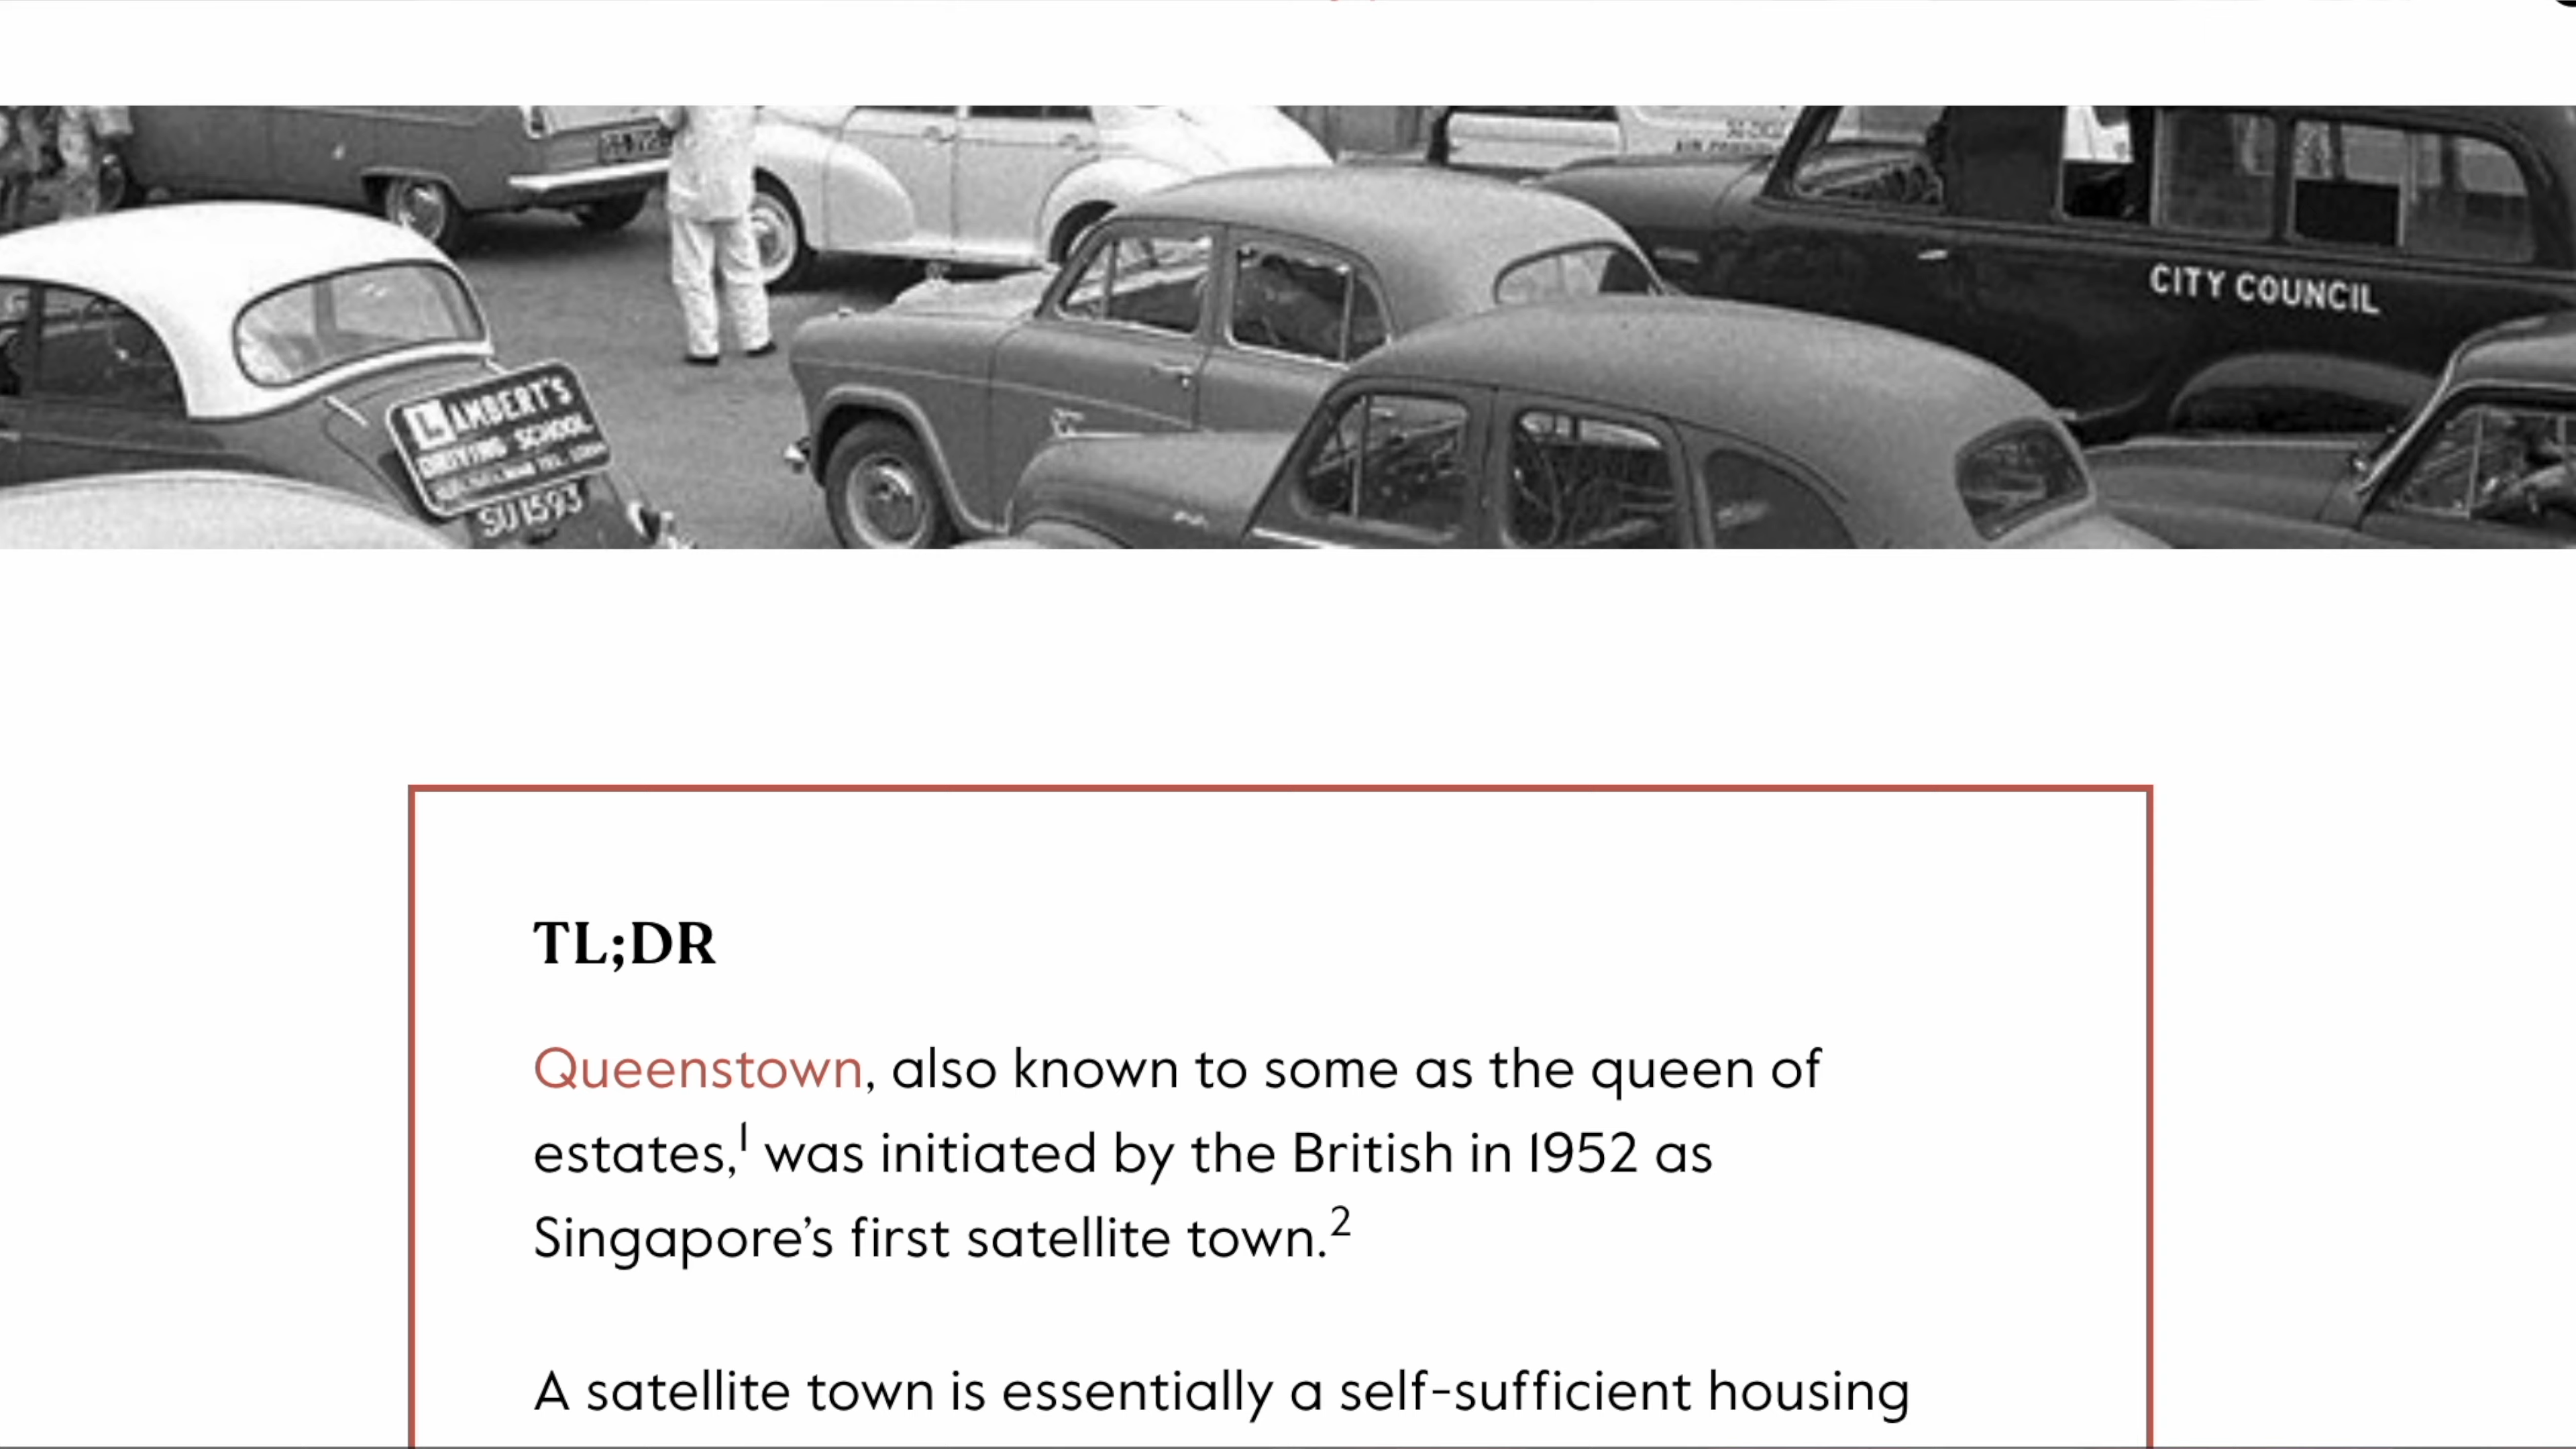 CITY COUNCIL
LAMBERT'S
DRIVING SCHOOL
SU 1593
TL;DR
Queenstown, also known to some as the queen of
estates,¹ was initiated by the British in 1952 as
Singapore’s first satellite town.²
A satellite town is essentially a self-sufficient housing